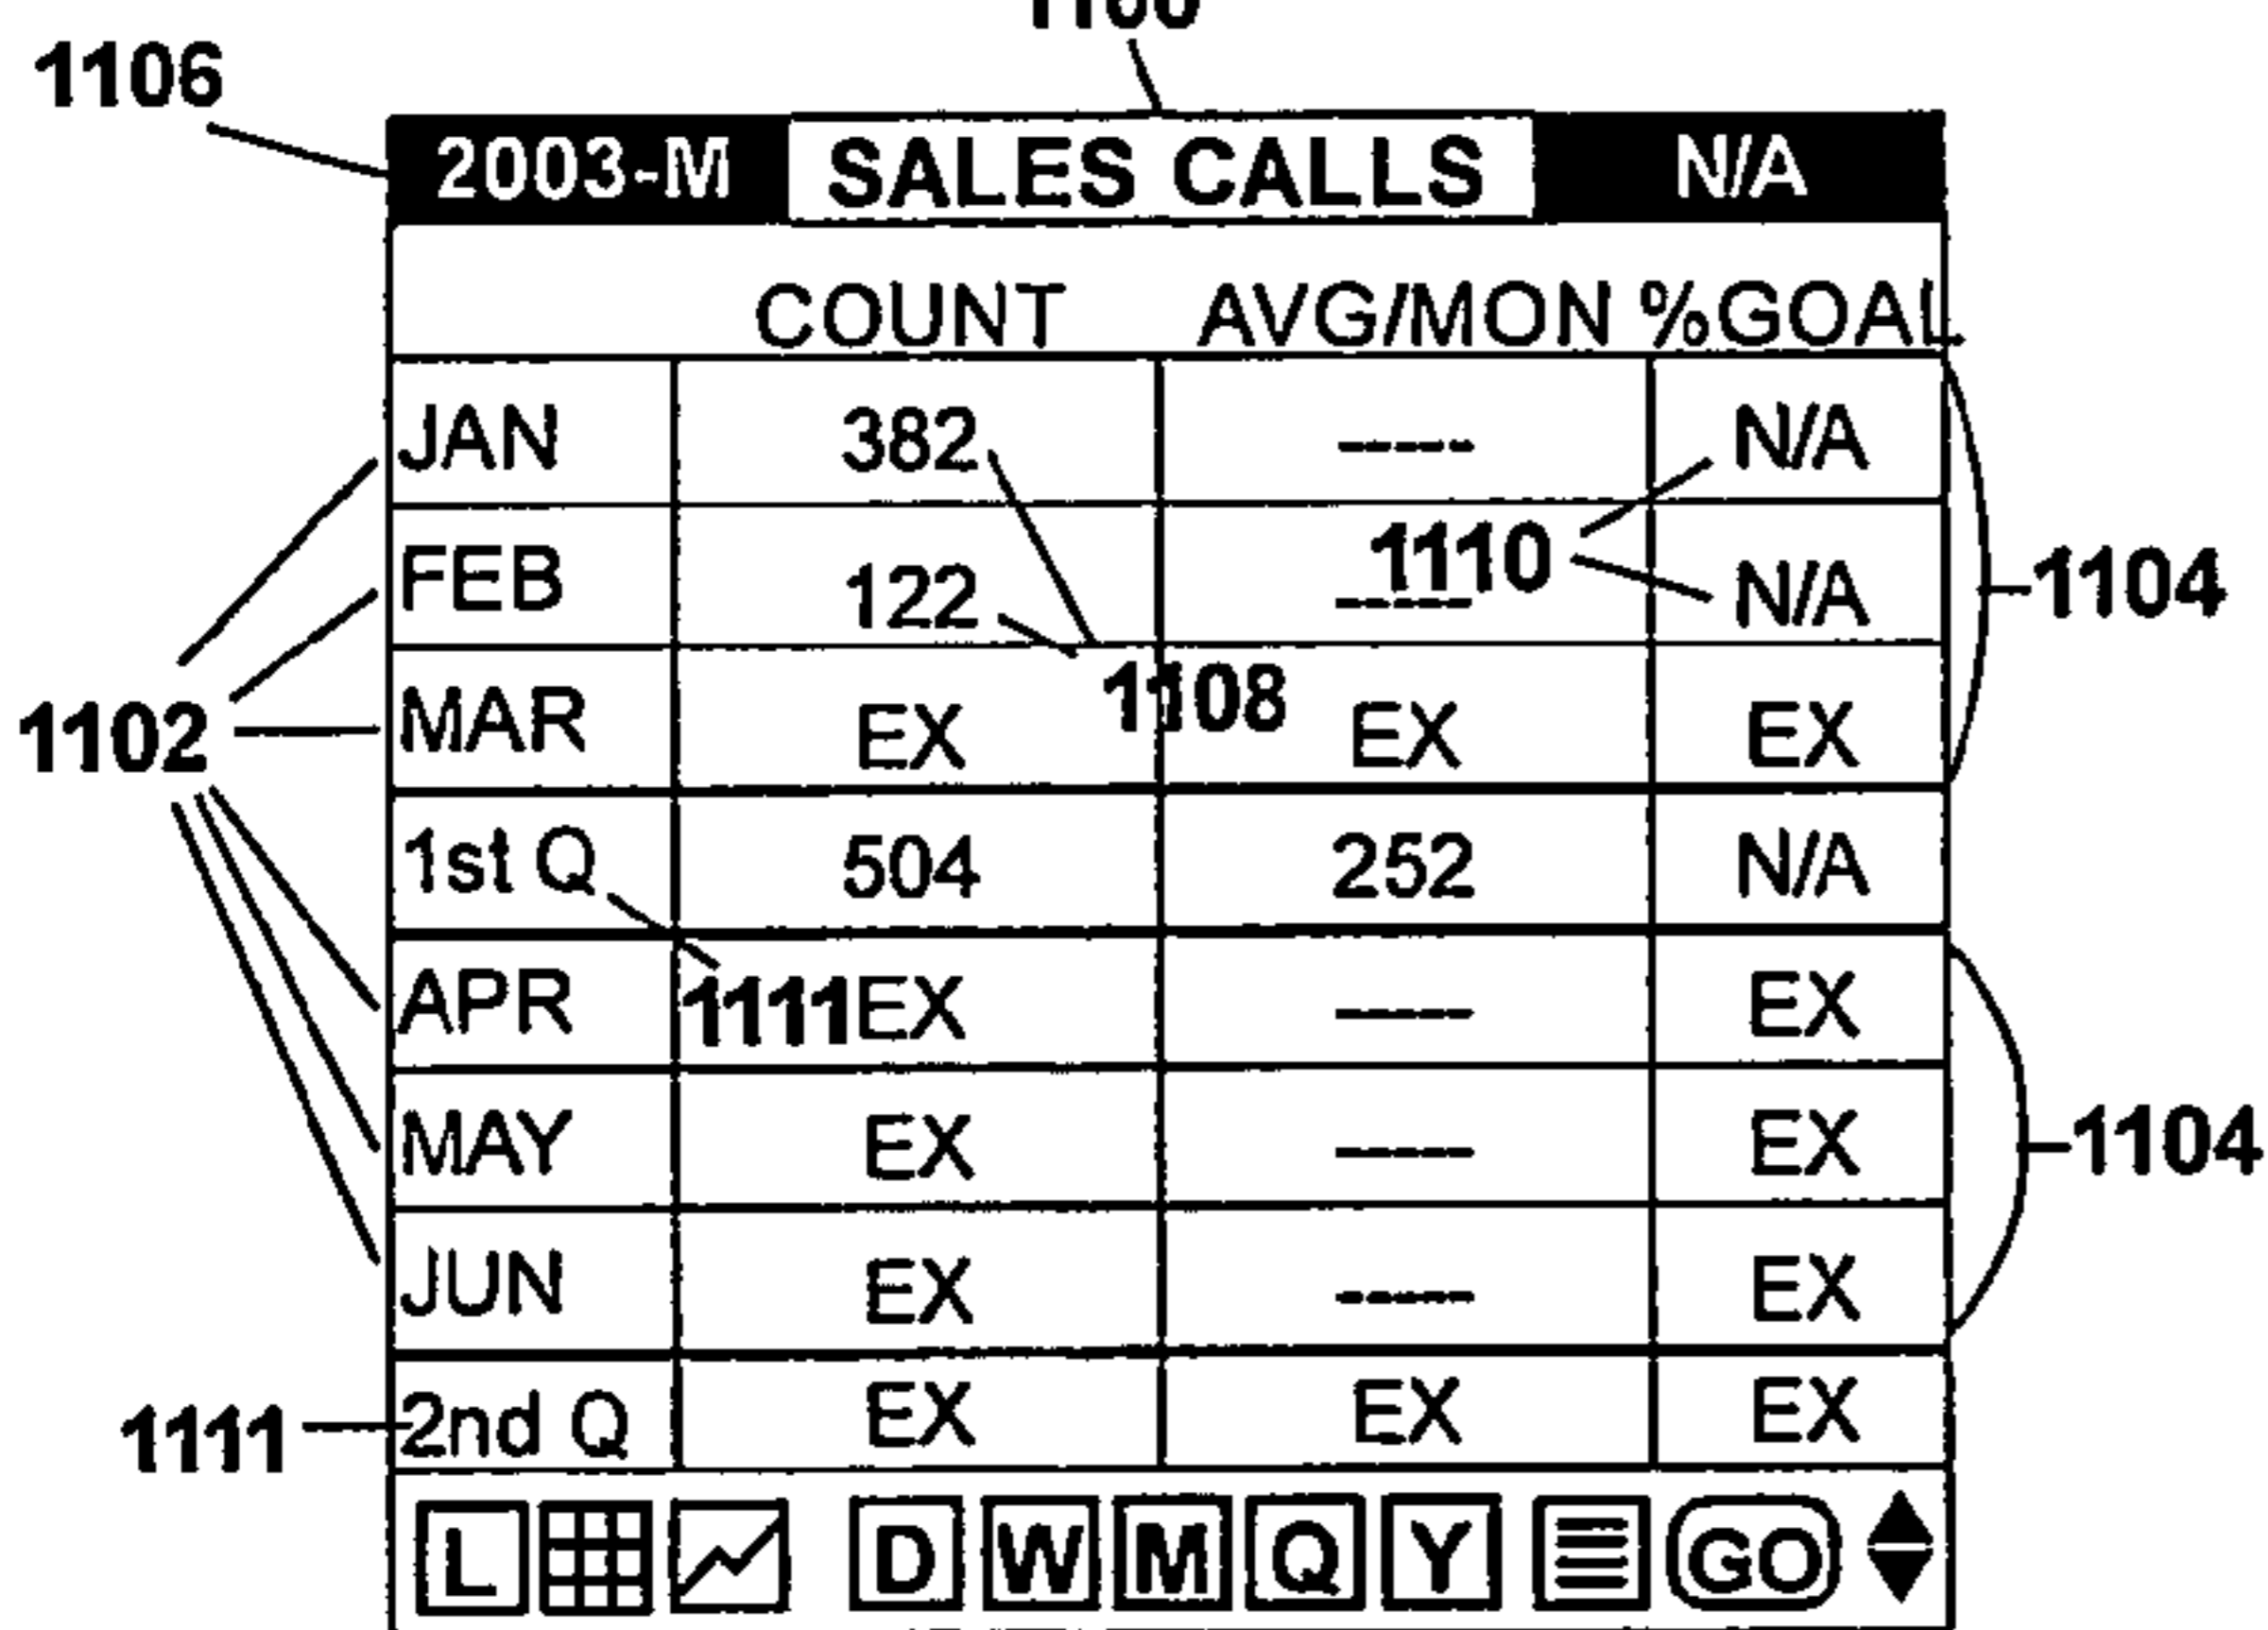 1106
2003-M SALES CALLS N/A
COUNT AVG/MON %GOAL
JAN 382 ----- N/A
FEB 122 1110 ----- N/A 1104
1102 MAR EX 1108 EX EX
1st Q 504 252 N/A
APR 1111 EX ----- EX
MAY EX ----- EX 1104
JUN EX ----- EX
1111 2nd Q EX EX EX
L D W M Q Y GO